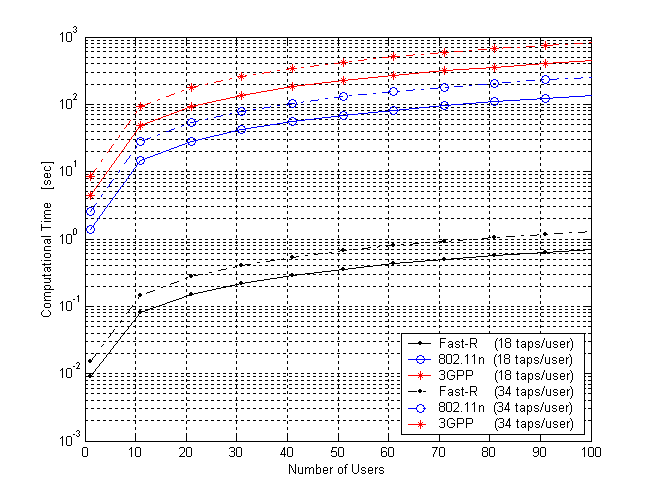 10^3
10^2
10^1
10^0
10^-1
10^-2
10^-3
Computational Time [sec]
0 10 20 30 40 50 60 70 80 90 100
Number of Users
Fast-R (18 taps/user)
802.11n (18 taps/user)
3GPP (18 taps/user)
Fast-R (34 taps/user)
802.11n (34 taps/user)
3GPP (34 taps/user)